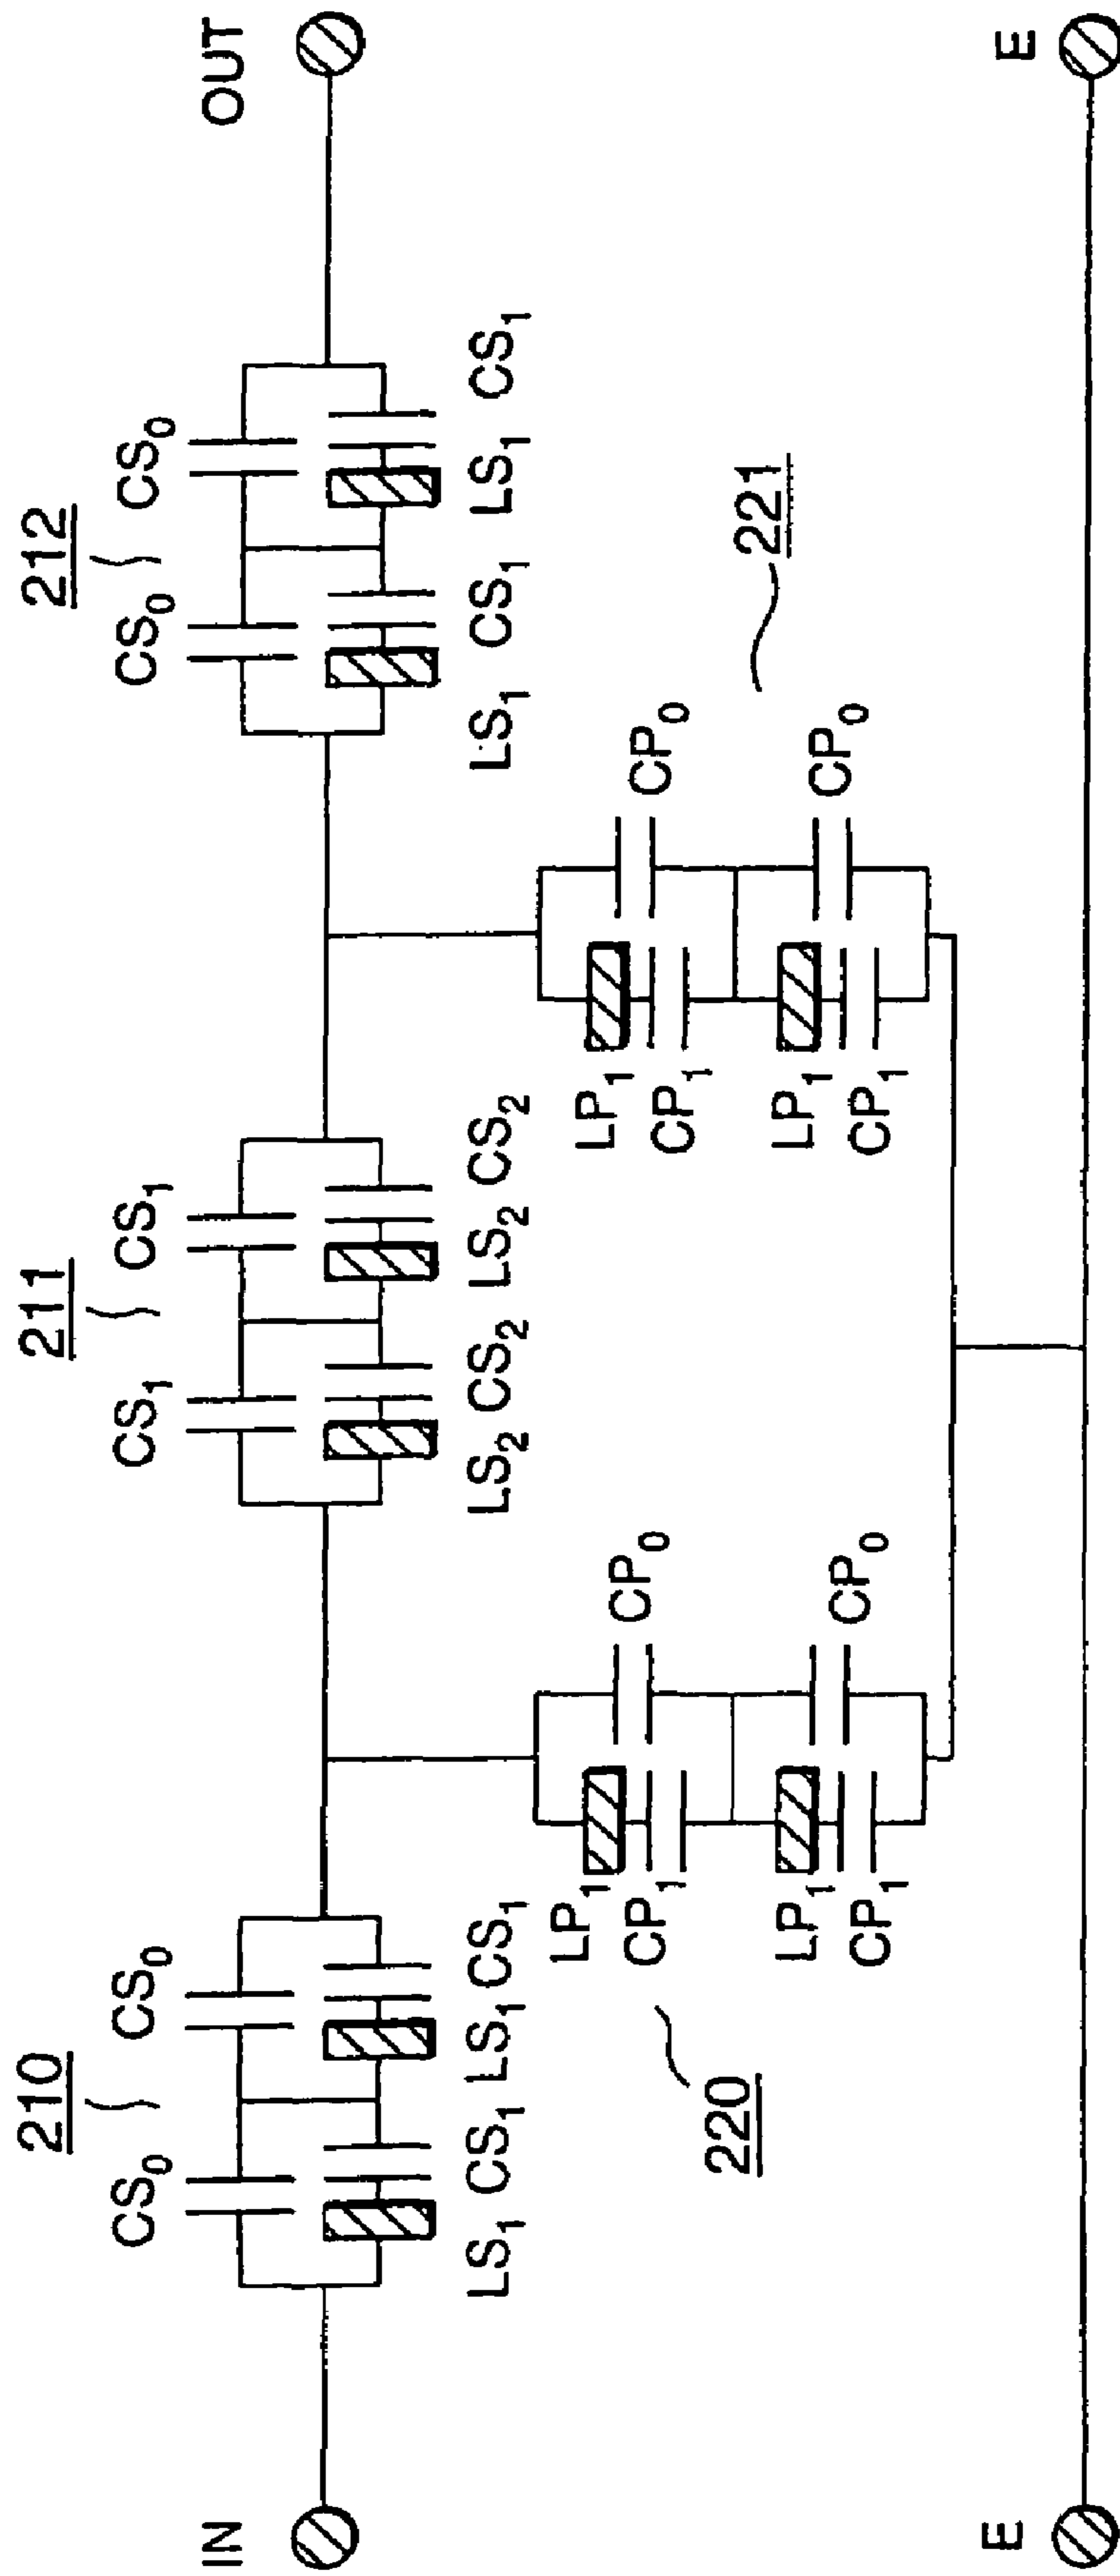 210 211 212
CS₀ CS₀ CS₁ CS₁ CS₀ CS₀
IN OUT
LS₁ CS₁ LS₁ CS₁ LS₂ CS₂ LS₂ CS₂ LS₁ CS₁ LS₁ CS₁
LP₁ CP₀ LP₁ CP₀
CP₁ CP₁
220 221
LP₁ CP₀ LP₁ CP₀
CP₁ CP₁
E E